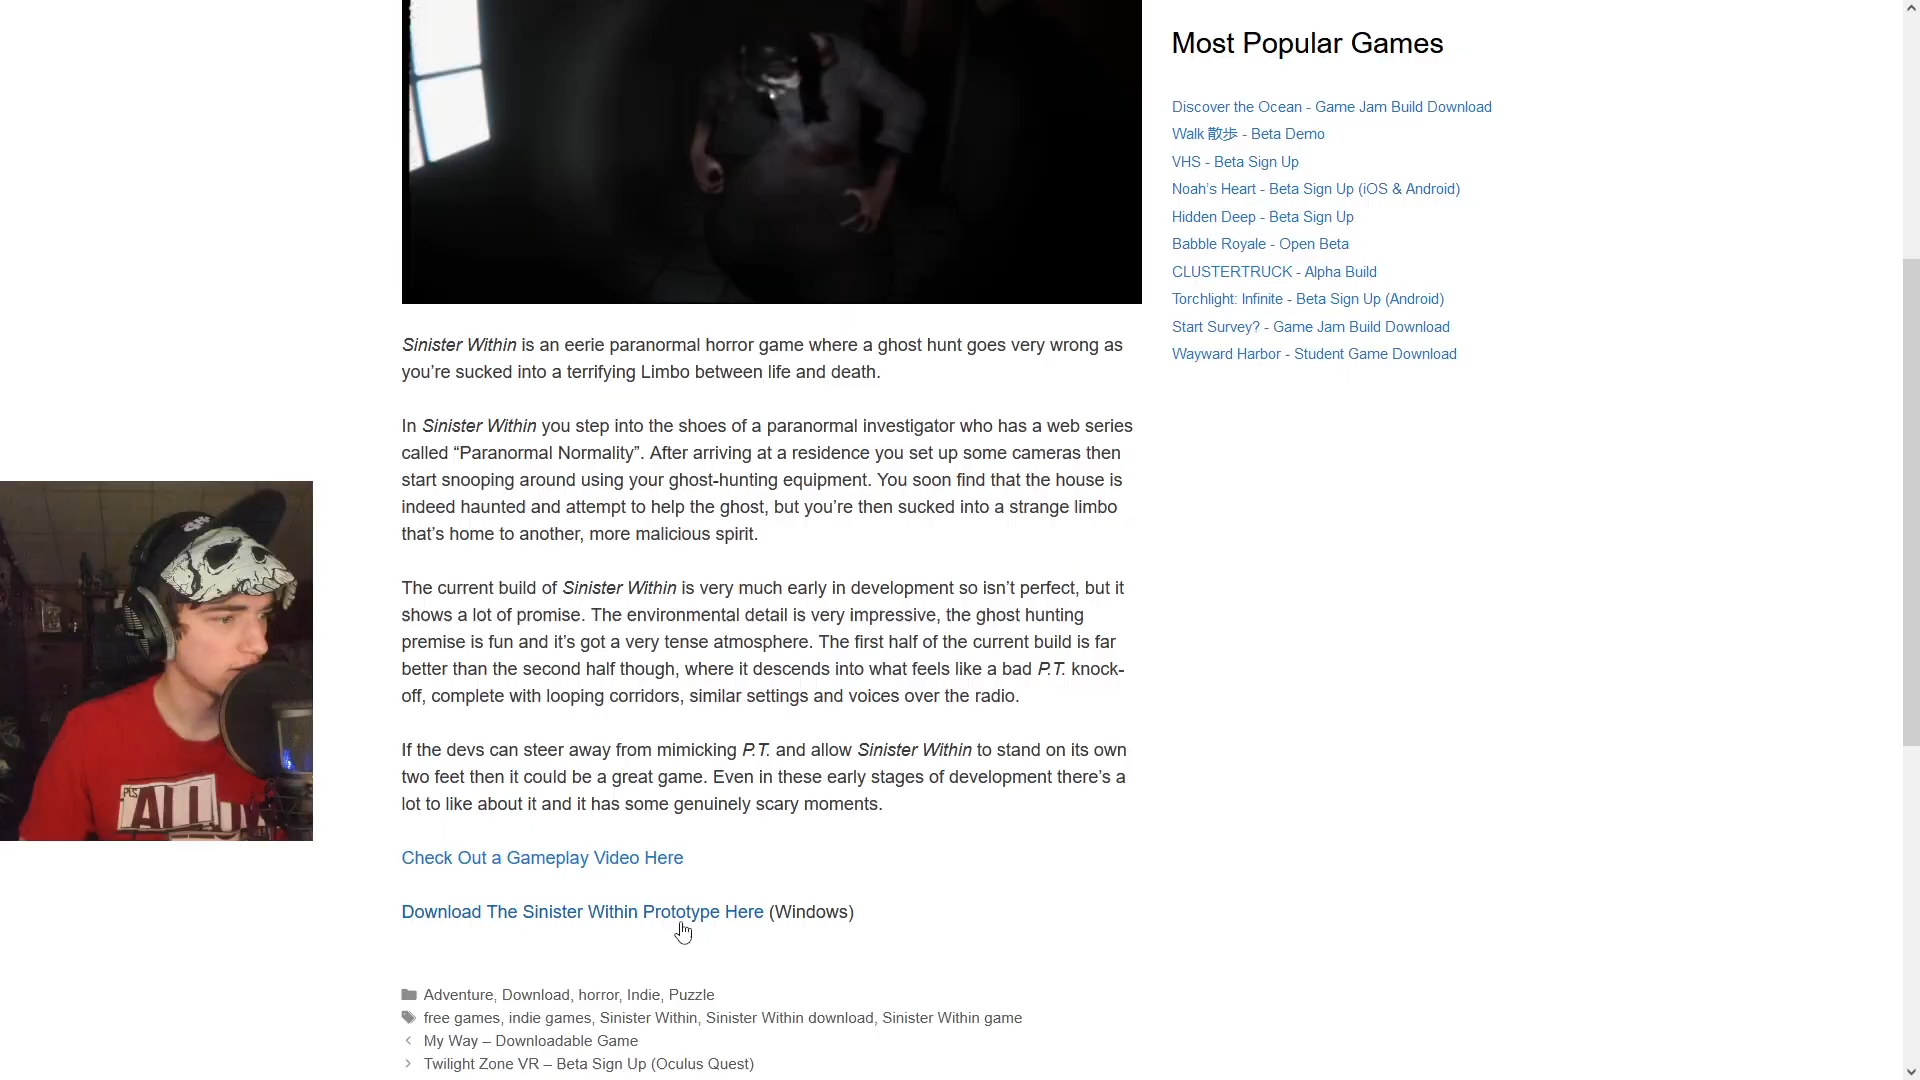 Most Popular Games
Discover the Ocean - Game Jam Build Download
Walk 散歩 - Beta Demo
VHS - Beta Sign Up
Noah's Heart - Beta Sign Up (iOS & Android)
Hidden Deep - Beta Sign Up
Babble Royale - Open Beta
CLUSTERTRUCK - Alpha Build
Torchlight: Infinite - Beta Sign Up (Android)
Start Survey? - Game Jam Build Download
Wayward Harbor - Student Game Download
Sinister Within is an eerie paranormal horror game where a ghost hunt goes very wrong as
you’re sucked into a terrifying Limbo between life and death.
In Sinister Within you step into the shoes of a paranormal investigator who has a web series
called “Paranormal Normality”. After arriving at a residence you set up some cameras then
start snooping around using your ghost-hunting equipment. You soon find that the house is
indeed haunted and attempt to help the ghost, but you’re then sucked into a strange limbo
that’s home to another, more malicious spirit.
The current build of Sinister Within is very much early in development so isn’t perfect, but it
shows a lot of promise. The environmental detail is very impressive, the ghost hunting
premise is fun and it’s got a very tense atmosphere. The first half of the current build is far
better than the second half though, where it descends into what feels like a bad P.T. knock-
off, complete with looping corridors, similar settings and voices over the radio.
If the devs can steer away from mimicking P.T. and allow Sinister Within to stand on its own
two feet then it could be a great game. Even in these early stages of development there’s a
lot to like about it and it has some genuinely scary moments.
Check Out a Gameplay Video Here
Download The Sinister Within Prototype Here (Windows)
Adventure, Download, horror, Indie, Puzzle
free games, indie games, Sinister Within, Sinister Within download, Sinister Within game
My Way – Downloadable Game
Twilight Zone VR – Beta Sign Up (Oculus Quest)